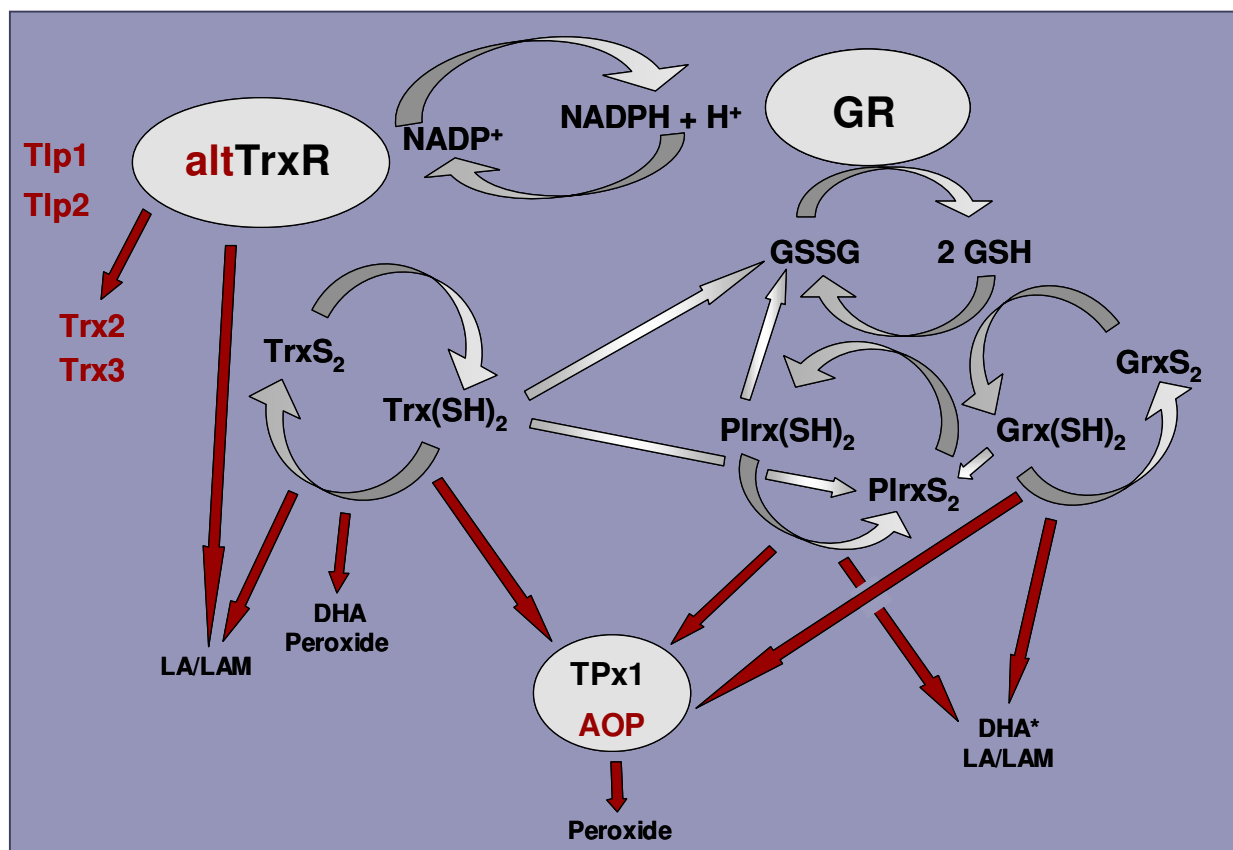 NADP⁺
NADPH + H⁺
GR
Tlp1
altTrxR
Tlp2
GSSG
2 GSH
Trx2
Trx3
TrxS₂
Trx(SH)₂
GrxS₂
Plrx(SH)₂
Grx(SH)₂
PlrxS₂
DHA
Peroxide
LA/LAM
TPx1
AOP
DHA*
LA/LAM
Peroxide